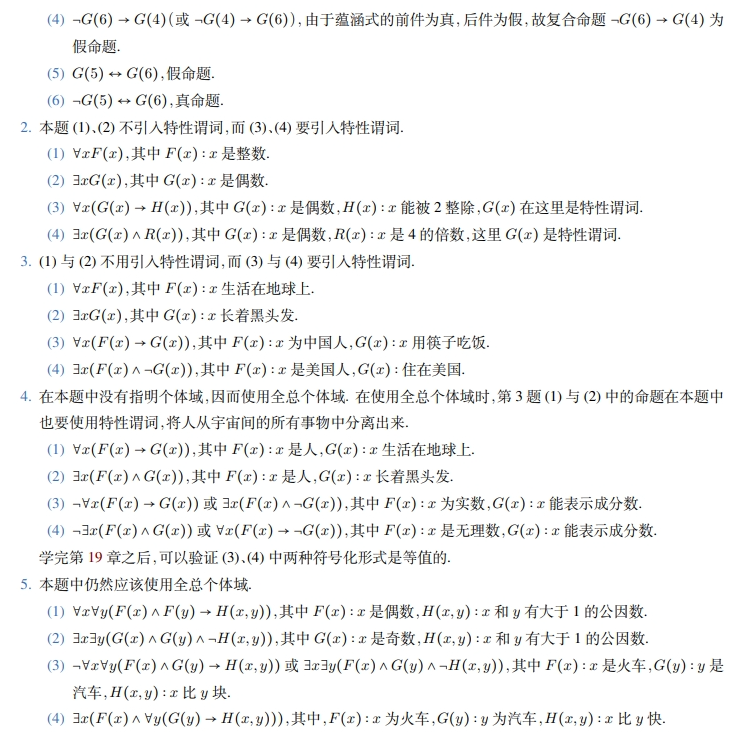 (4) ¬G(6) → G(4)(或 ¬G(4) → G(6)),由于蕴涵式的前件为真,后件为假,故复合命题 ¬G(6) → G(4) 为
假命题.
(5) G(5) ↔ G(6),假命题.
(6) ¬G(5) ↔ G(6),真命题.
2. 本题 (1)、(2) 不引入特性谓词,而 (3)、(4) 要引入特性谓词.
(1) ∀xF(x),其中 F(x) : x 是整数.
(2) ∃xG(x),其中 G(x) : x 是偶数.
(3) ∀x(G(x) → H(x)),其中 G(x) : x 是偶数,H(x) : x 能被 2 整除,G(x) 在这里是特性谓词.
(4) ∃x(G(x) ∧ R(x)),其中 G(x) : x 是偶数,R(x) : x 是 4 的倍数,这里 G(x) 是特性谓词.
3. (1) 与 (2) 不用引入特性谓词,而 (3) 与 (4) 要引入特性谓词.
(1) ∀xF(x),其中 F(x) : x 生活在地球上.
(2) ∃xG(x),其中 G(x) : x 长着黑头发.
(3) ∀x(F(x) → G(x)),其中 F(x) : x 为中国人,G(x) : x 用筷子吃饭.
(4) ∃x(F(x) ∧ ¬G(x)),其中 F(x) : x 是美国人,G(x) : 住在美国.
4. 在本题中没有指明个体域,因而使用全总个体域. 在使用全总个体域时,第 3 题 (1) 与 (2) 中的命题在本题中
也要使用特性谓词,将人从宇宙间的所有事物中分离出来.
(1) ∀x(F(x) → G(x)),其中 F(x) : x 是人,G(x) : x 生活在地球上.
(2) ∃x(F(x) ∧ G(x)),其中 F(x) : x 是人,G(x) : x 长着黑头发.
(3) ¬∀x(F(x) → G(x)) 或 ∃x(F(x) ∧ ¬G(x)),其中 F(x) : x 为实数,G(x) : x 能表示成分数.
(4) ¬∃x(F(x) ∧ G(x)) 或 ∀x(F(x) → ¬G(x)),其中 F(x) : x 是无理数,G(x) : x 能表示成分数.
学完第 19 章之后,可以验证 (3)、(4) 中两种符号化形式是等值的.
5. 本题中仍然应该使用全总个体域.
(1) ∀x∀y(F(x) ∧ F(y) → H(x,y)),其中 F(x) : x 是偶数,H(x,y) : x 和 y 有大于 1 的公因数.
(2) ∃x∃y(G(x) ∧ G(y) ∧ ¬H(x,y)),其中 G(x) : x 是奇数,H(x,y) : x 和 y 有大于 1 的公因数.
(3) ¬∀x∀y(F(x) ∧ G(y) → H(x,y)) 或 ∃x∃y(F(x) ∧ G(y) ∧ ¬H(x,y)),其中 F(x) : x 是火车,G(y) : y 是
汽车,H(x,y) : x 比 y 块.
(4) ∃x(F(x) ∧ ∀y(G(y) → H(x,y))),其中,F(x) : x 为火车,G(y) : y 为汽车,H(x,y) : x 比 y 快.